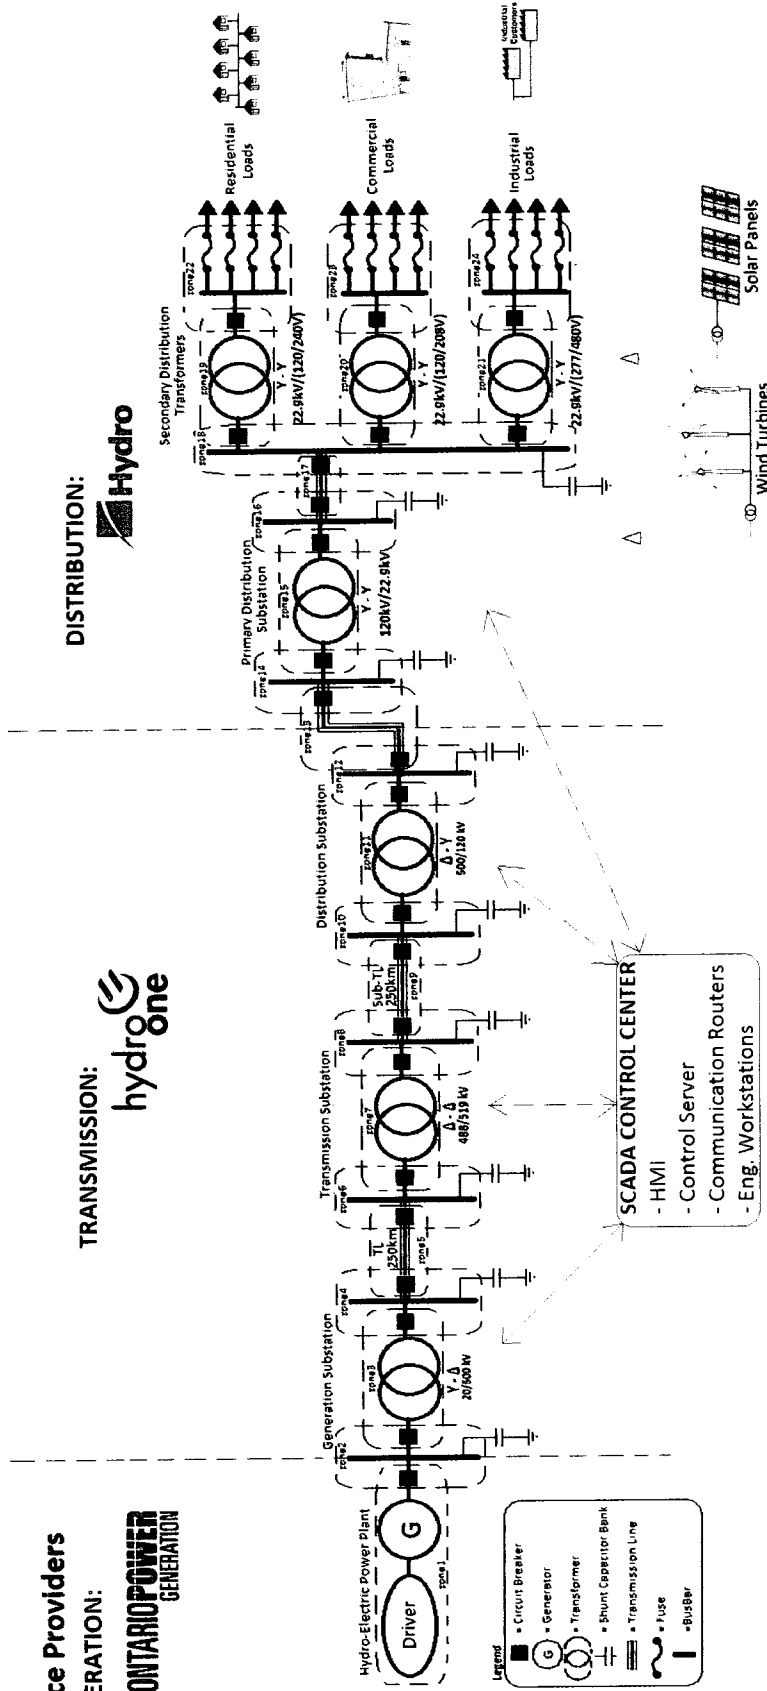 ce Providers
ERATION:
ONTARIOPOWER
GENERATION
TRANSMISSION:
hydro
one
DISTRIBUTION:
Hydro
Hydro-Electric Power Plant
Driver
G
zone1
zone2
Generation Substation
zone3
Y - Δ
20/500 kV
zone4
TL
250km
zone5
zone6
Transmission Substation
zone7
Δ - Δ
488/519 kV
zone8
Sub-TL
250km
zone9
zone10
Distribution Substation
zone11
Δ - Y
500/120 kV
zone12
zone13
zone14
Primary Distribution
Substation
zone15
Y - Y
120kV/22.9kV
zone16
zone17
zone18
Secondary Distribution
Transformers
zone19
Y - Y
22.9kV/(120/240V)
zone20
Y - Y
22.9kV/(120/208V)
zone21
Y - Y
22.9kV/(277/480V)
zone22
zone23
zone24
Residential
Loads
Commercial
Loads
Industrial
Loads
Industrial
Customers
Legend
Circuit Breaker
G
Generator
Transformer
Shunt Capacitor Bank
Transmission Line
Fuse
BusBar
SCADA CONTROL CENTER
- HMI
- Control Server
- Communication Routers
- Eng. Workstations
Δ
Δ
Wind Turbines
Solar Panels